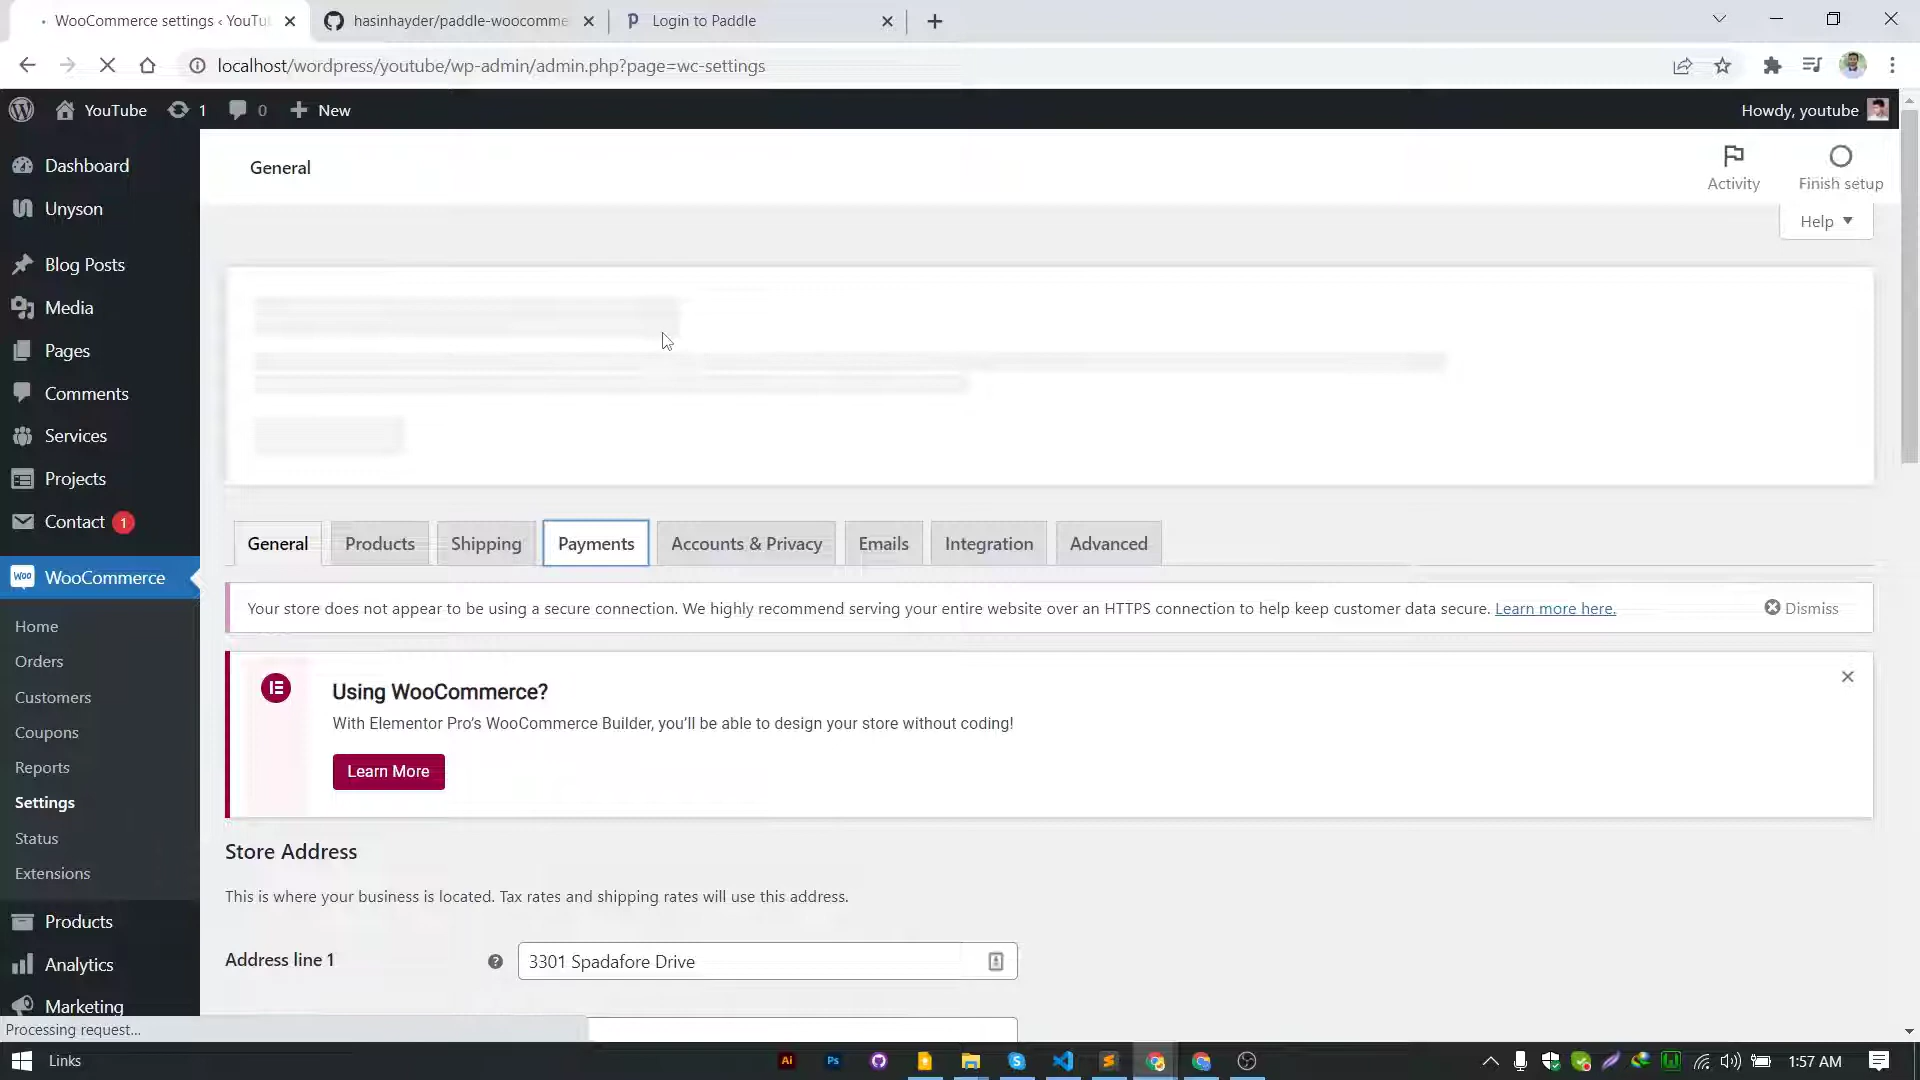 WooCommerce settings ‹ YouTu
hasinhayder/paddle-woocomme
Login to Paddle
localhost/wordpress/youtube/wp-admin/admin.php?page=wc-settings
YouTube
1
0
New
Howdy, youtube
Dashboard
Unyson
Blog Posts
Media
Pages
Comments
Services
Projects
Contact 1
WooCommerce
Home
Orders
Customers
Coupons
Reports
Settings
Status
Extensions
Products
Analytics
Marketing
General
Activity
Finish setup
Help
General Products Shipping Payments Accounts & Privacy Emails Integration Advanced
Your store does not appear to be using a secure connection. We highly recommend serving your entire website over an HTTPS connection to help keep customer data secure. Learn more here.
Dismiss
Using WooCommerce?
With Elementor Pro’s WooCommerce Builder, you’ll be able to design your store without coding!
Learn More
Store Address
This is where your business is located. Tax rates and shipping rates will use this address.
Address line 1
3301 Spadafore Drive
Processing request...
Links
Ai
Ps
1:57 AM